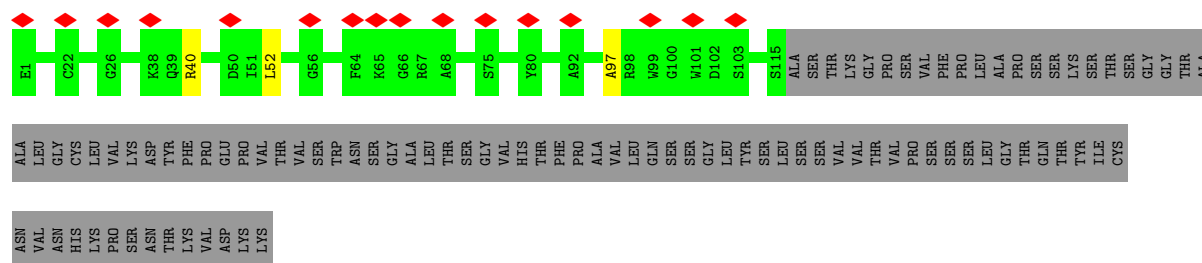 E1 C22 G26 K38 Q39 R40 D50 I51 L52 G56 F64 K65 G66 R67 A68 S75 Y80 A92 A97 R98 W99 G100 W101 D102 S103 S115 ALA SER THR LYS GLY PRO SER VAL PHE PRO LEU ALA PRO SER SER LYS SER THR SER GLY GLY THR ALA
ALA LEU GLY CYS LEU VAL LYS ASP TYR PHE PRO GLU PRO VAL THR VAL SER TRP ASN SER GLY ALA LEU THR SER GLY VAL HIS THR PHE PRO ALA VAL LEU GLN SER SER GLY LEU TYR SER LEU SER SER VAL VAL THR VAL PRO SER SER SER LEU GLY THR GLN THR TYR ILE CYS
ASN VAL ASN HIS LYS PRO SER ASN THR LYS VAL ASP LYS LYS